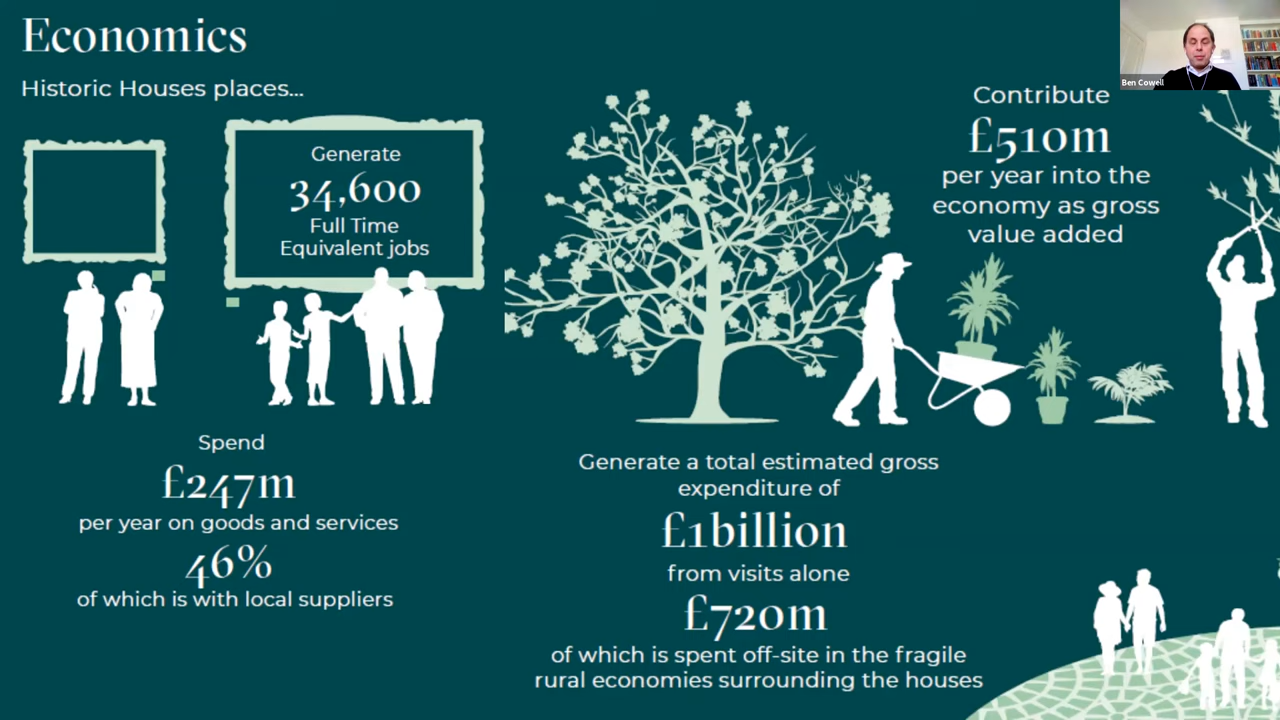 Economics
Historic Houses places...
Generate
34,600
Full Time
Equivalent jobs
Spend
£247m
per year on goods and services
46%
of which is with local suppliers
Contribute
£510m
per year into the
economy as gross
value added
Generate a total estimated gross
expenditure of
£1billion
from visits alone
£720m
of which is spent off-site in the fragile
rural economies surrounding the houses
Ben Cowell